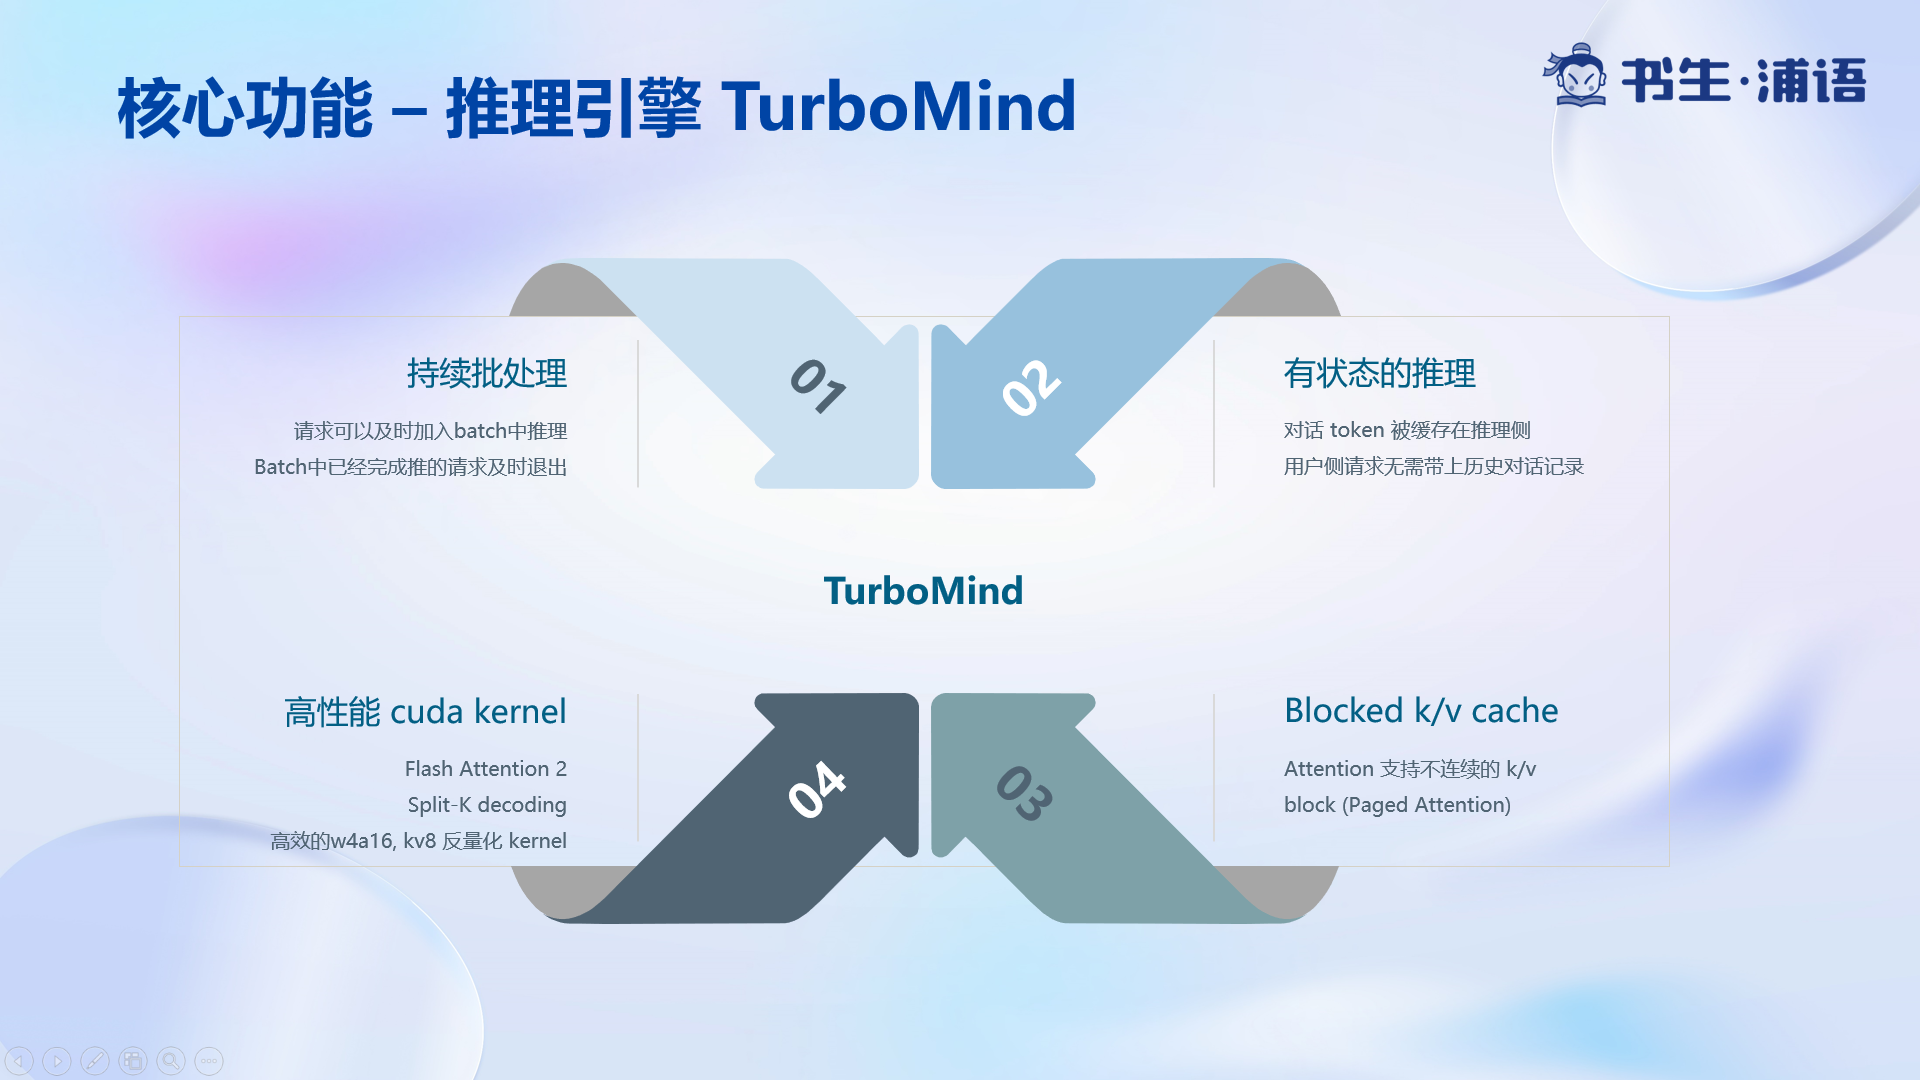 核心功能 – 推理引擎 TurboMind
书生·浦语
持续批处理
请求可以及时加入batch中推理
Batch中已经完成推的请求及时退出
01
02
有状态的推理
对话 token 被缓存在推理侧
用户侧请求无需带上历史对话记录
TurboMind
高性能 cuda kernel
Flash Attention 2
Split-K decoding
高效的w4a16, kv8 反量化 kernel
04
03
Blocked k/v cache
Attention 支持不连续的 k/v
block (Paged Attention)